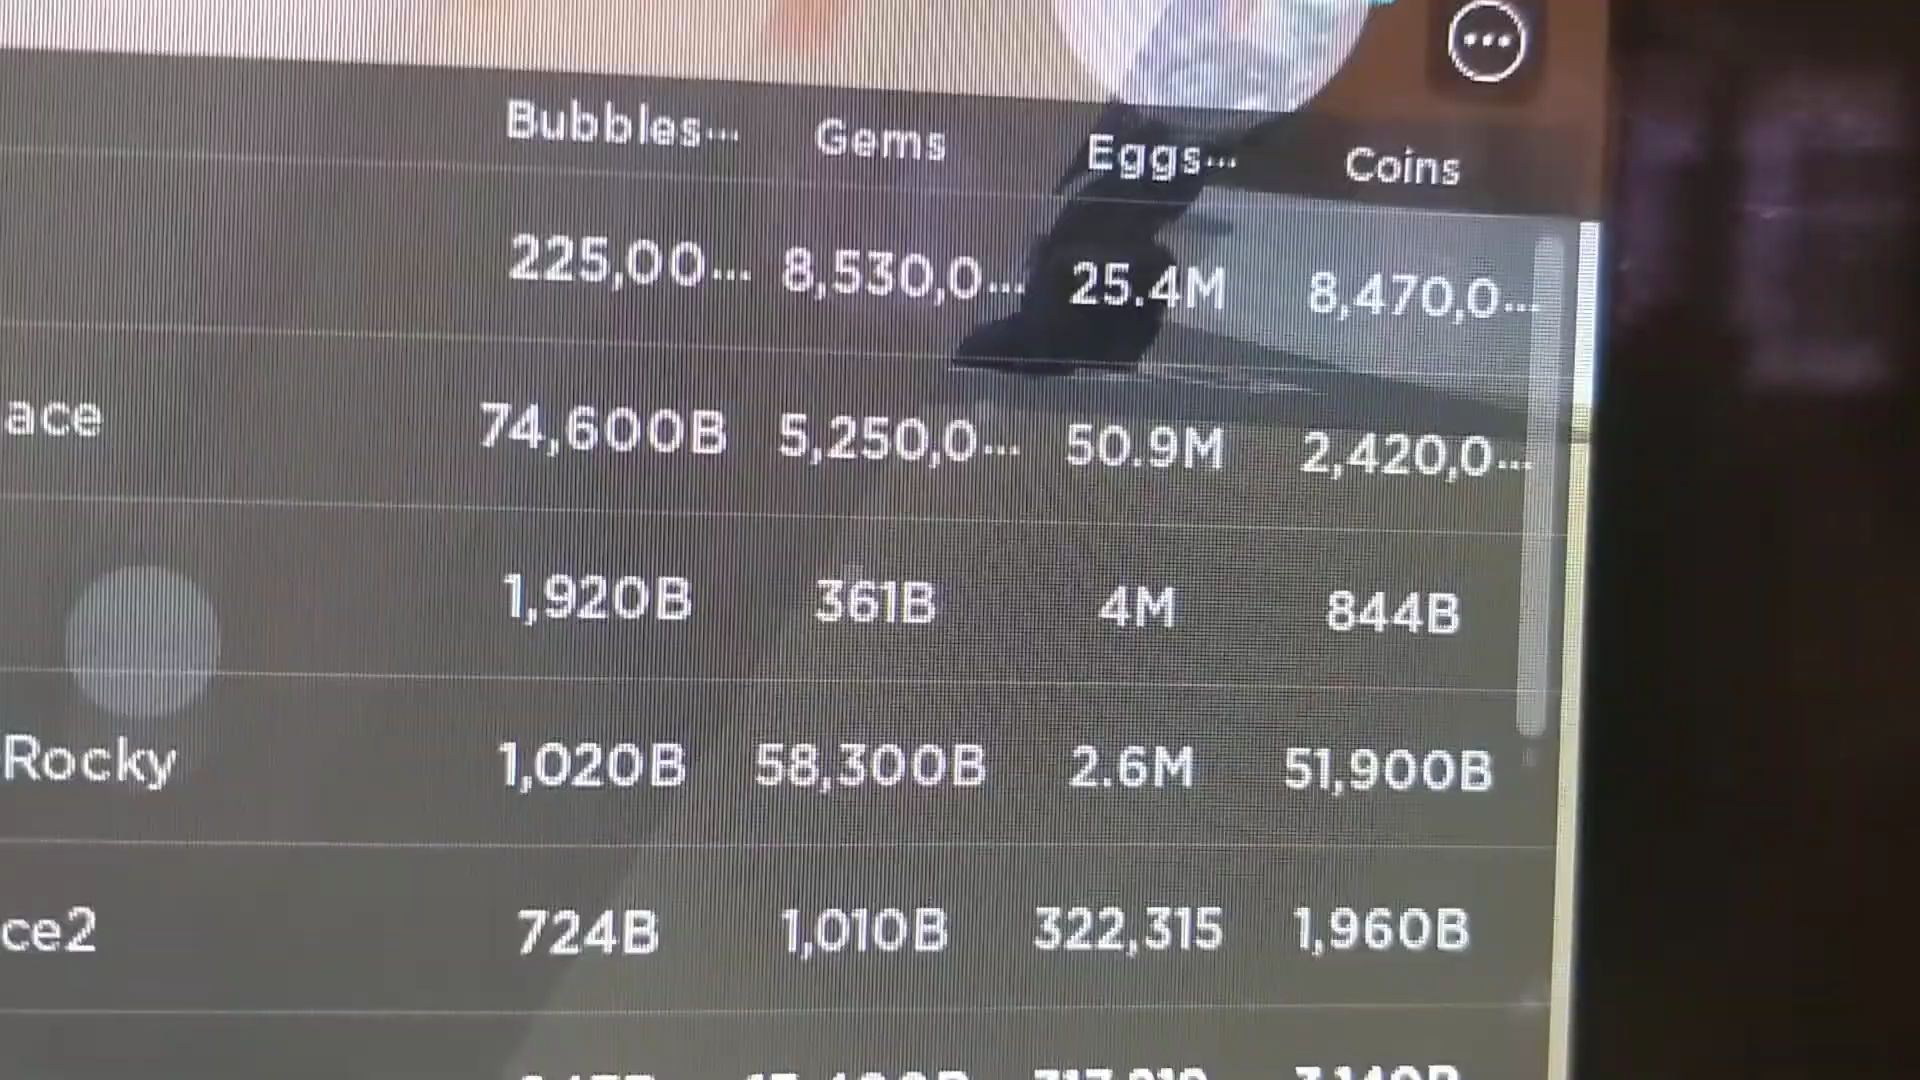 Bubbles... Gems Eggs... Coins
225,00... 8,530,0... 25.4M 8,470,0...
ace 74,600B 5,250,0... 50.9M 2,420,0...
1,920B 361B 4M 844B
Rocky 1,020B 58,300B 2.6M 51,900B
ce2 724B 1,010B 322,315 1,960B